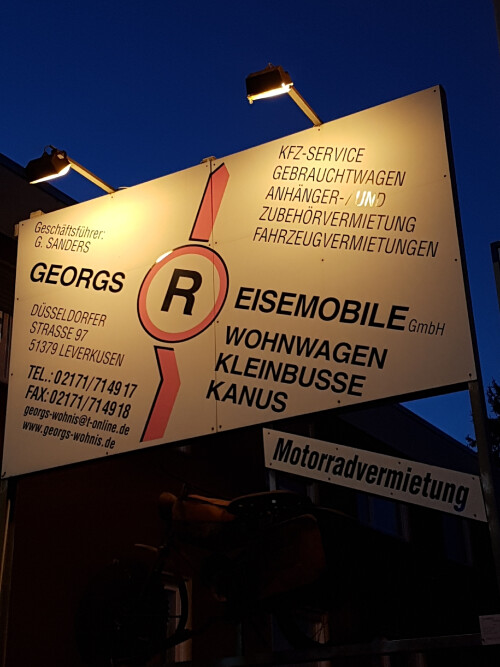 Geschäftsführer:
G. SANDERS
GEORGS
R
EISEMOBILE GmbH
WOHNWAGEN
KLEINBUSSE
KANUS
KFZ-SERVICE
GEBRAUCHTWAGEN
ANHÄNGER-/ UND
ZUBEHÖRVERMIETUNG
FAHRZEUGVERMIETUNGEN
DÜSSELDORFER
STRASSE 97
51379 LEVERKUSEN
TEL.: 02171/714917
FAX: 02171/714918
georgs-wohnis@t-online.de
www.georgs-wohnis.de
Motorradvermietung